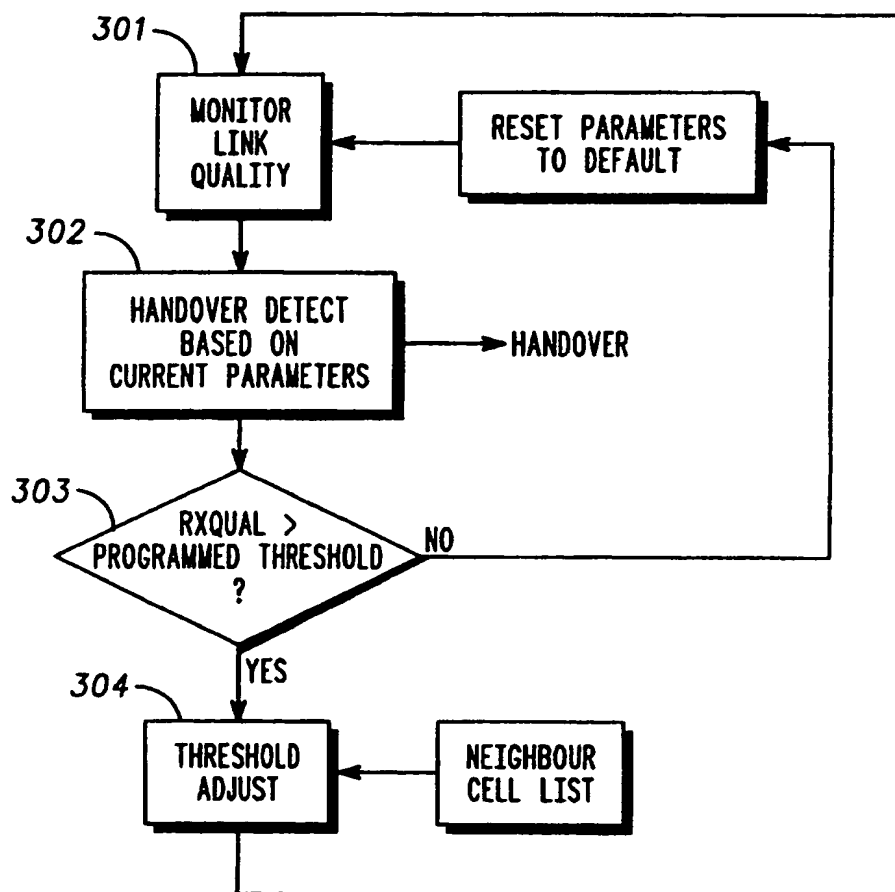 301
MONITOR
LINK
QUALITY
RESET PARAMETERS
TO DEFAULT
302
HANDOVER DETECT
BASED ON
CURRENT PARAMETERS
HANDOVER
303
RXQUAL >
PROGRAMMED THRESHOLD
?
NO
YES
304
THRESHOLD
ADJUST
NEIGHBOUR
CELL LIST